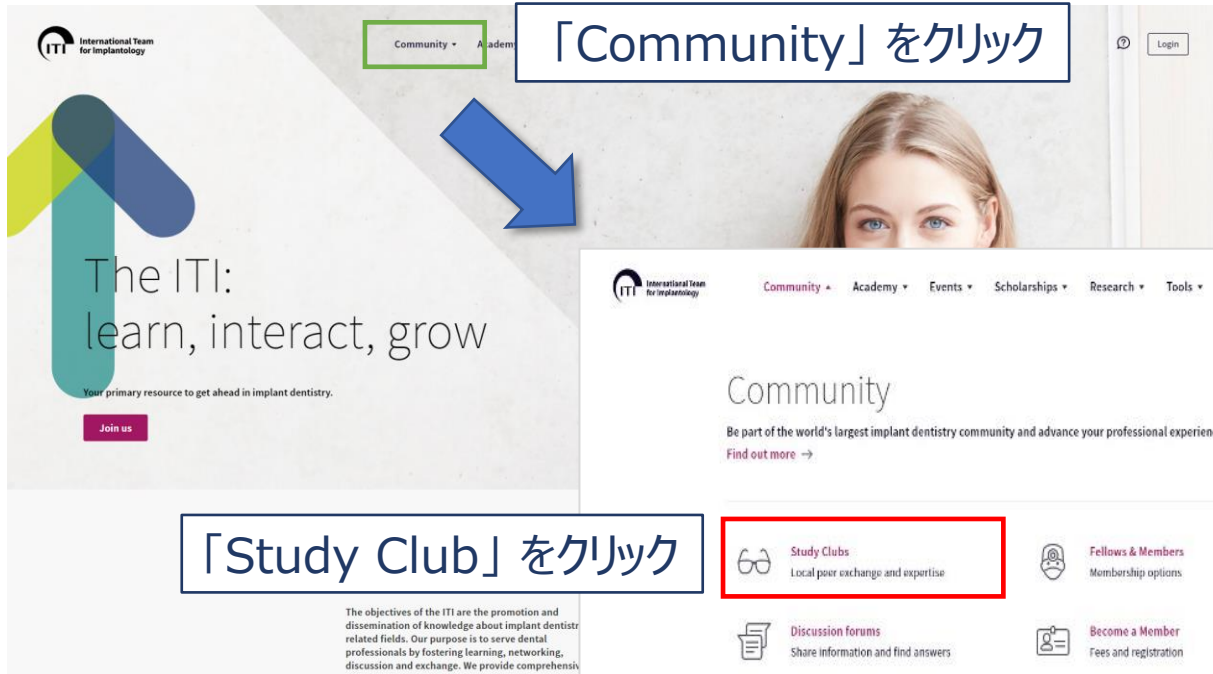 International Team
for Implantology
Community
「Community」をクリック
Login
The ITI:
learn, interact, grow
Your primary resource to get ahead in implant dentistry.
Join us
ITI
International Team
for Implantology
Community
Academy
Events
Scholarships
Research
Tools
Community
Be part of the world's largest implant dentistry community and advance your professional
Find out more →
「Study Club」をクリック
Study Clubs
Local peer exchange and expertise
Fellows & Members
Membership options
Discussion forums
Share information and find answers
Become a Member
Fees and registration
The objectives of the ITI are the promotion and
dissemination of knowledge about implant
related fields. Our purpose is to serve dental
professionals by fostering learning, networking,
discussion and exchange. We provide